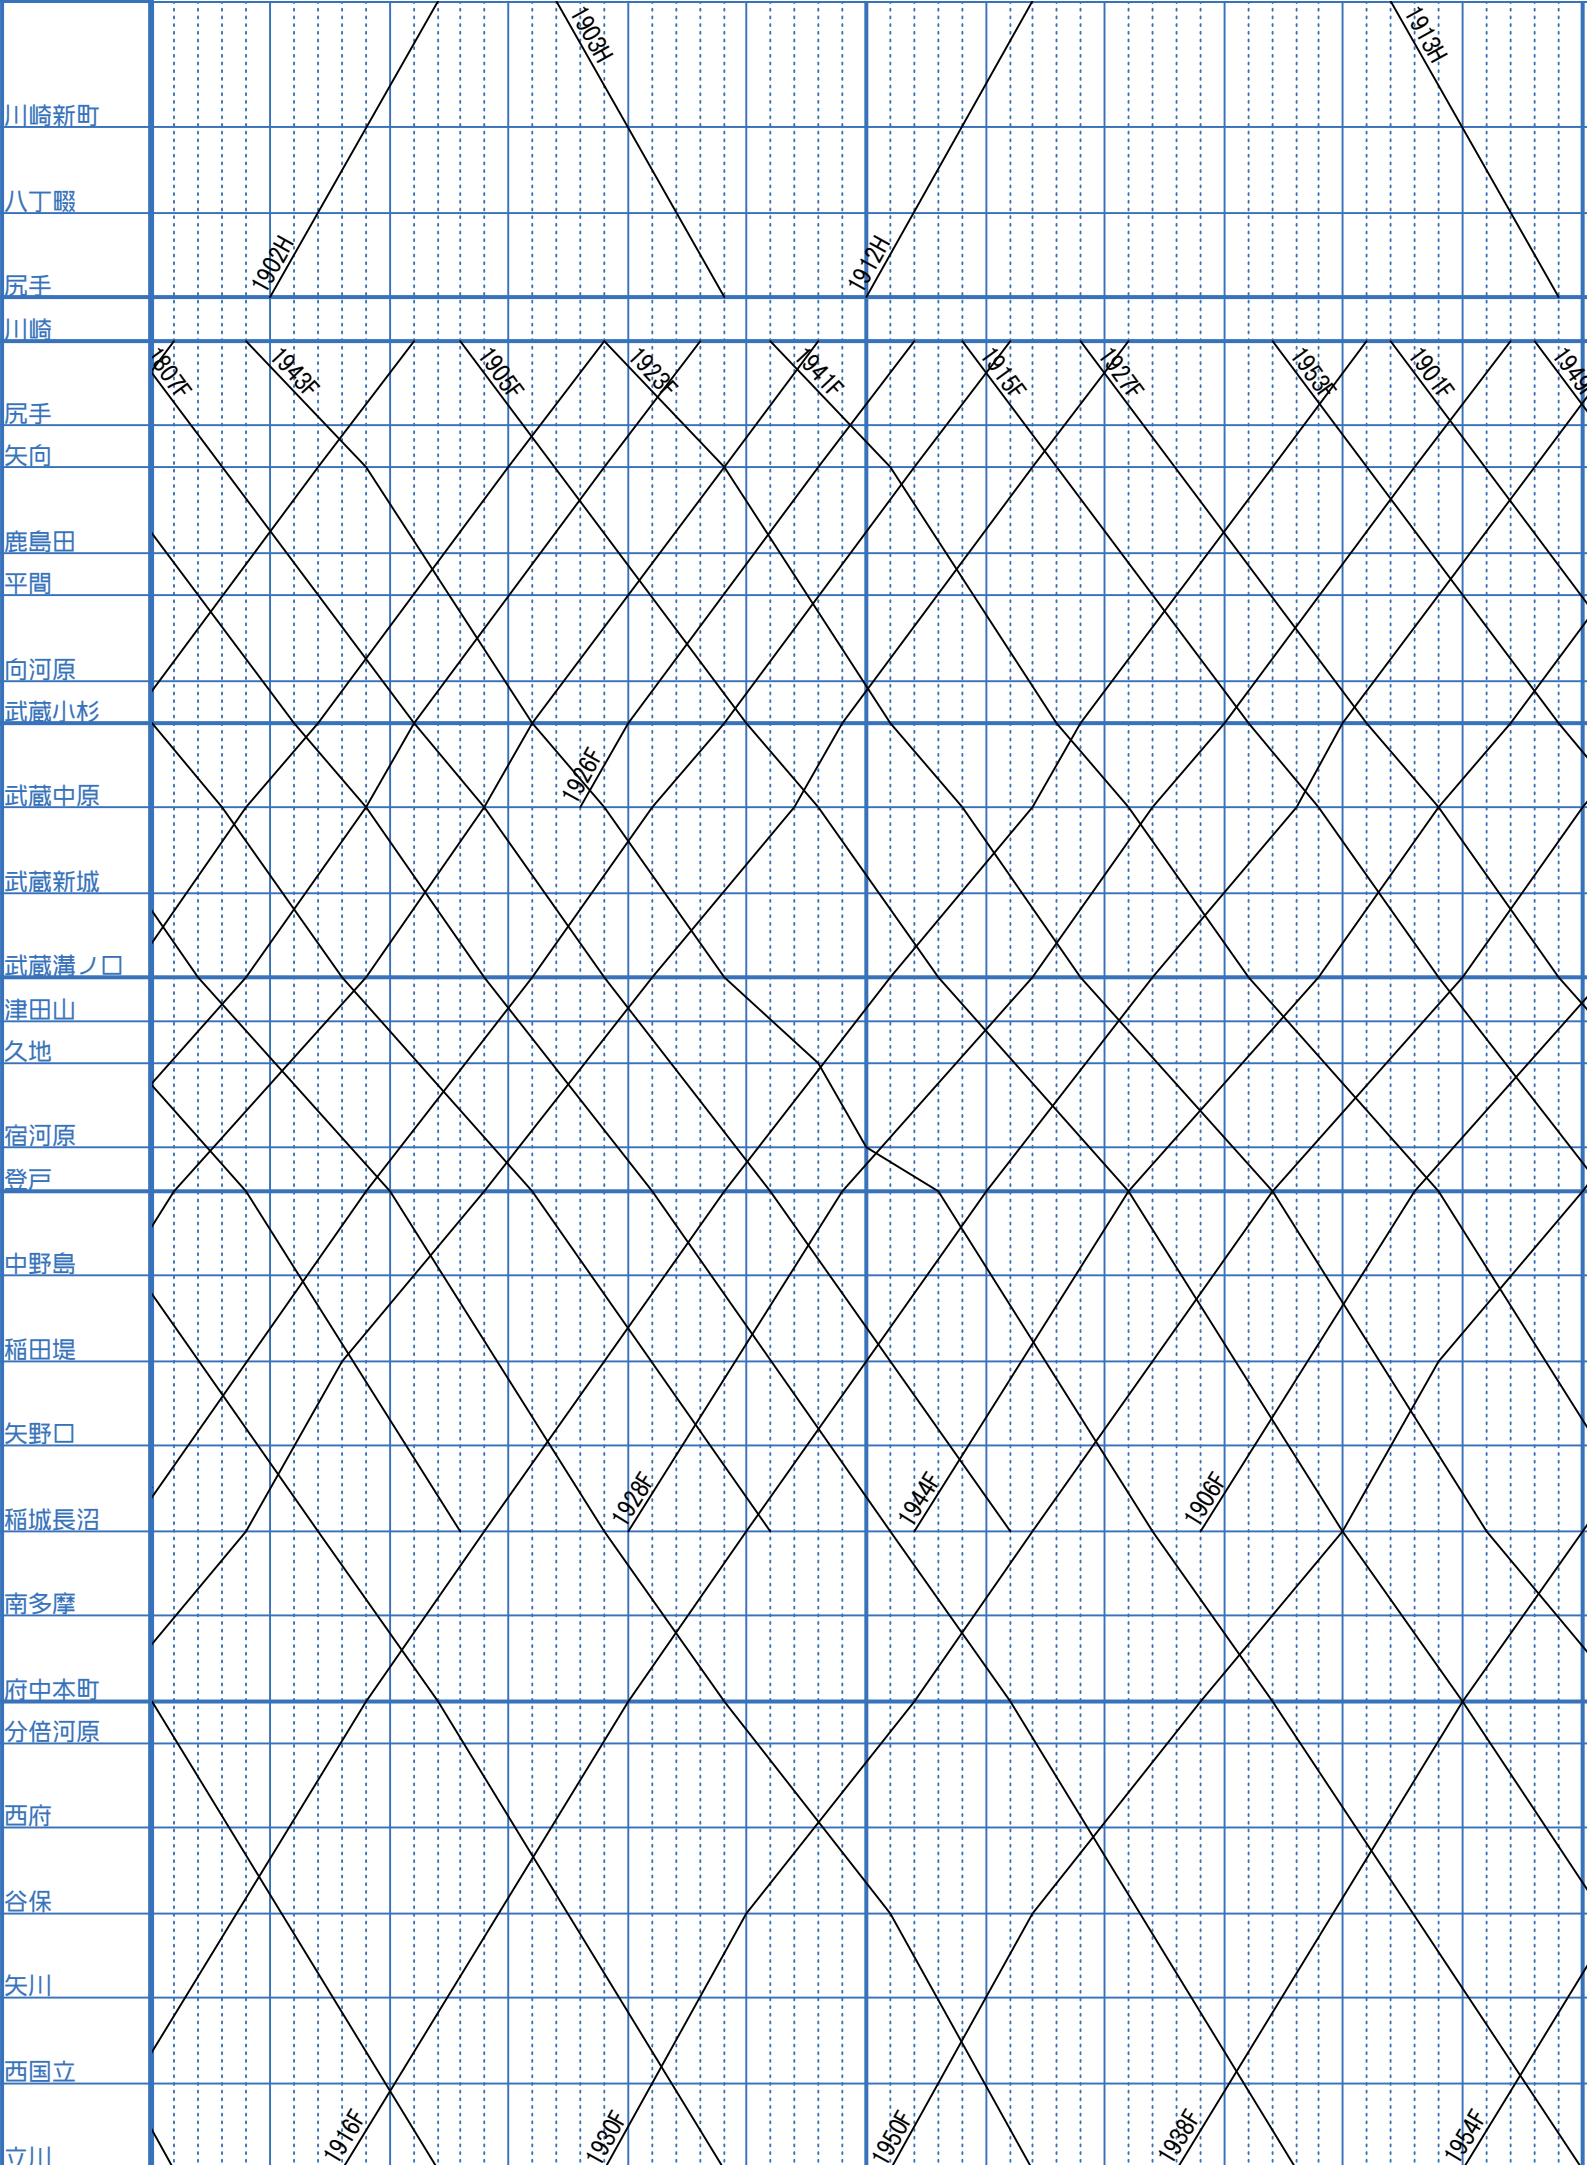 1903H
1913H
川崎新町
八丁畷
1902H
1912H
尻手
川崎
1807F
1943F
1905F
1923F
1941F
1915F
1927F
1953F
1901F
尻手
矢向
鹿島田
平間
向河原
武蔵小杉
1926F
武蔵中原
武蔵新城
武蔵溝ノ口
津田山
久地
宿河原
登戸
中野島
稲田堤
矢野口
1928F
1944F
1906F
稲城長沼
南多摩
府中本町
分倍河原
西府
谷保
矢川
西国立
1916F
1930F
1950F
1938F
1954F
立川